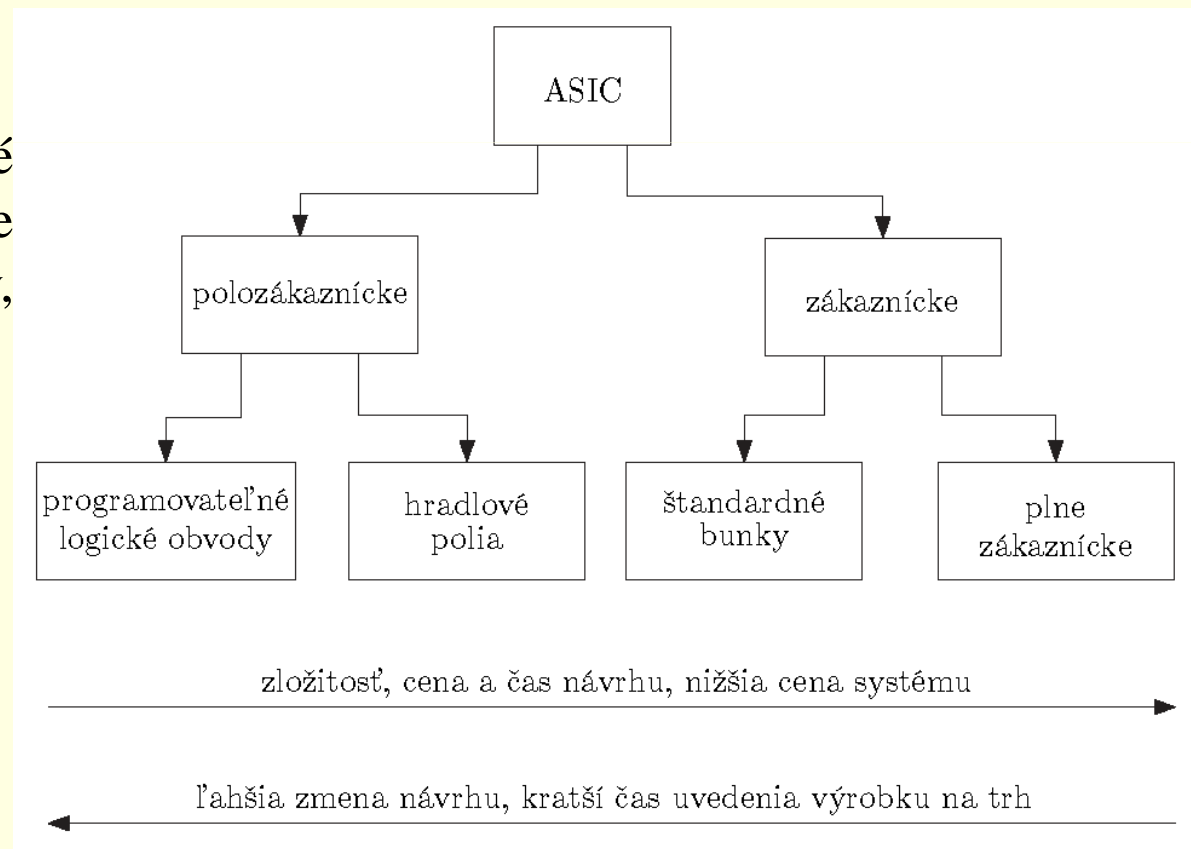 ASIC
é
e
,
polozákaznícke
zákaznícke
programovateľné
logické obvody
hradlové
polia
štandardné
bunky
plne
zákaznícke
zložitosť, cena a čas návrhu, nižšia cena systému
ľahšia zmena návrhu, kratší čas uvedenia výrobku na trh